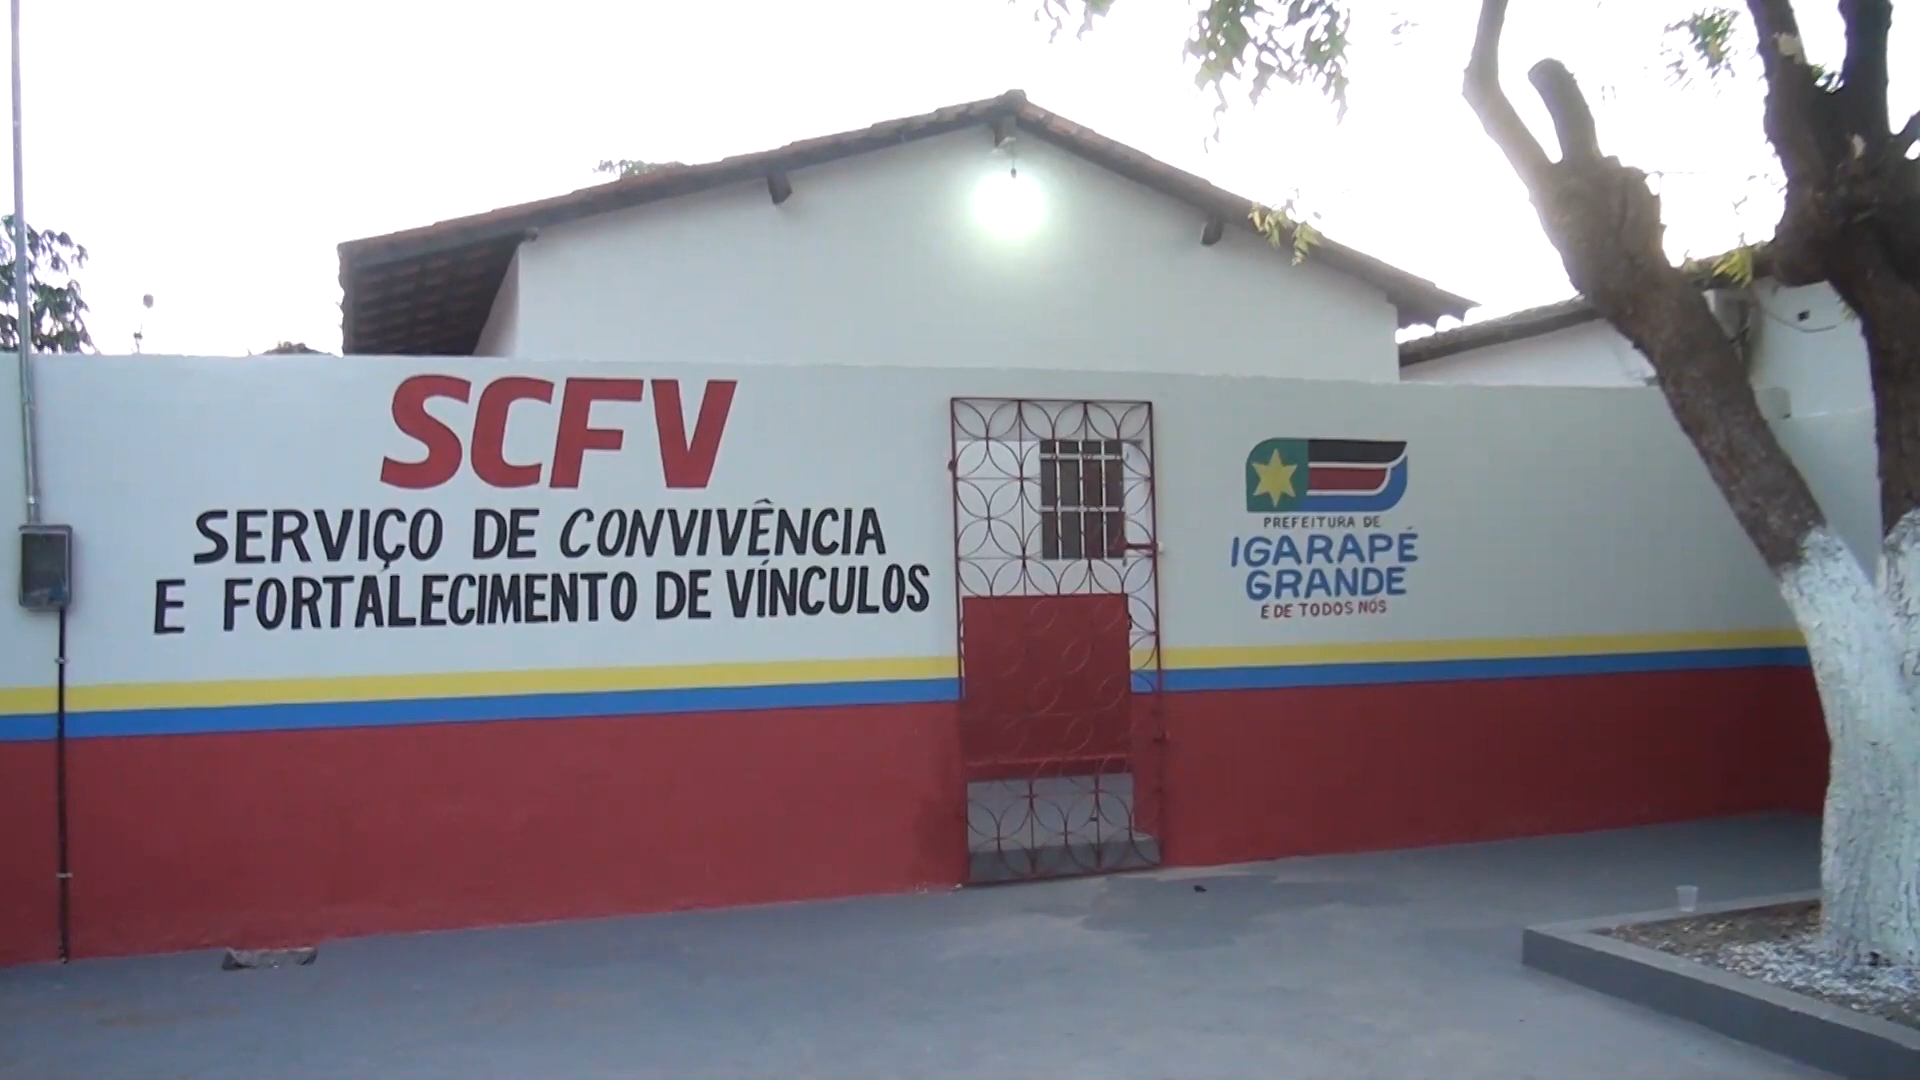 SCFV
SERVIÇO DE CONVIVÊNCIA
E FORTALECIMENTO DE VÍNCULOS
PREFEITURA DE
IGARAPÉ
GRANDE
É DE TODOS NÓS